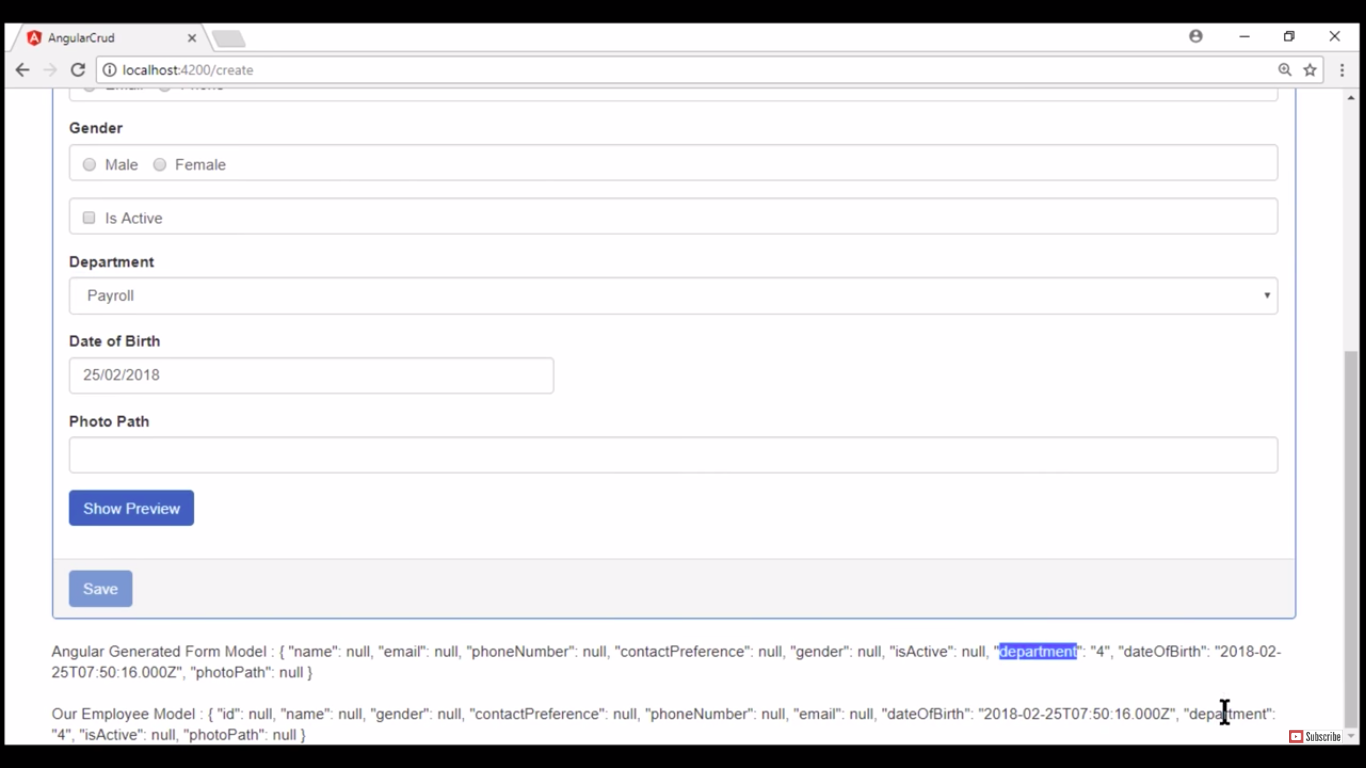 AngularCrud
localhost:4200/create
Gender
Male Female
Is Active
Department
Payroll
Date of Birth
25/02/2018
Photo Path
Show Preview
Save
Angular Generated Form Model : { "name": null, "email": null, "phoneNumber": null, "contactPreference": null, "gender": null, "isActive": null, "department": "4", "dateOfBirth": "2018-02-
25T07:50:16.000Z", "photoPath": null }
Our Employee Model : { "id": null, "name": null, "gender": null, "contactPreference": null, "phoneNumber": null, "email": null, "dateOfBirth": "2018-02-25T07:50:16.000Z", "department":
"4", "isActive": null, "photoPath": null }
Subscribe